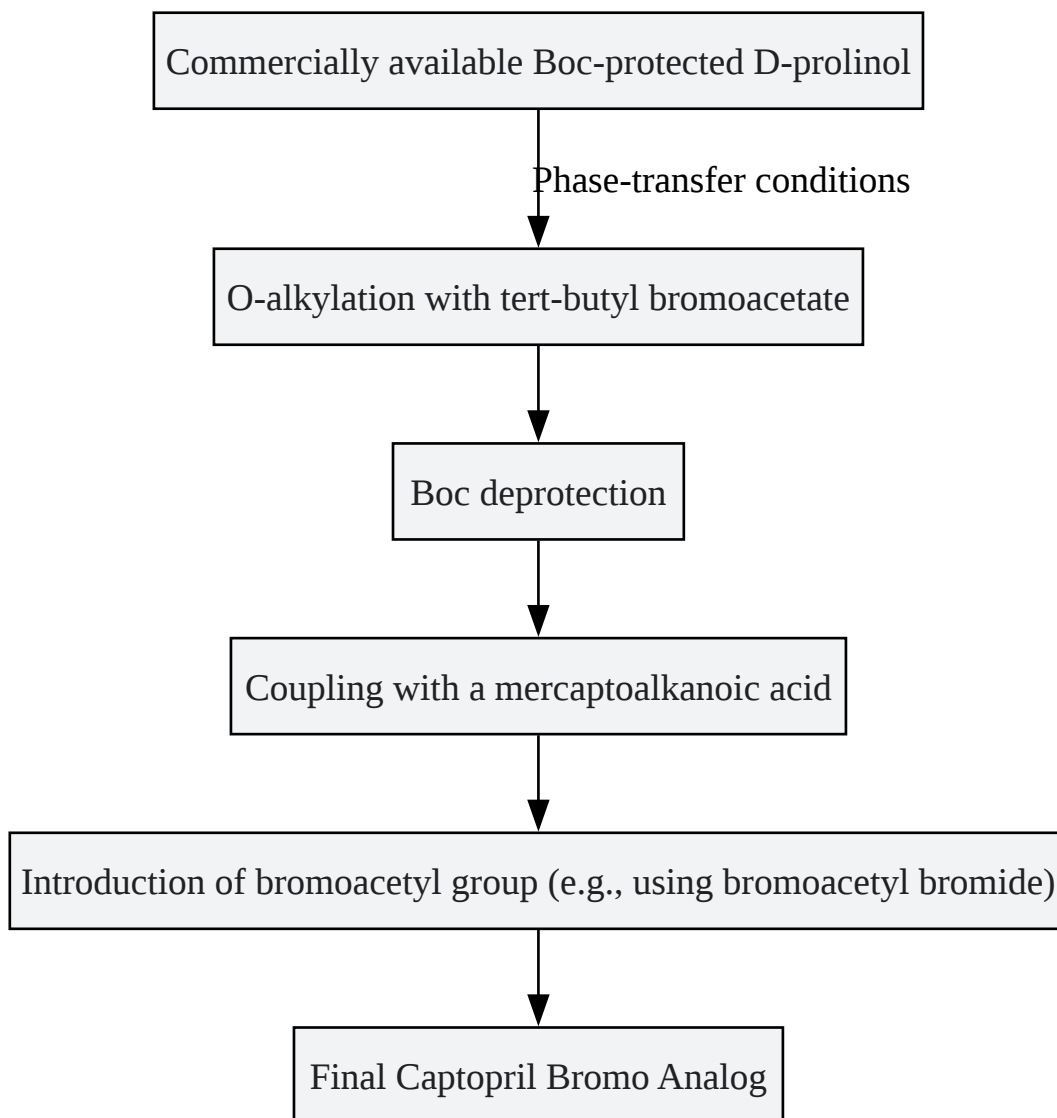 Commercially available Boc-protected D-prolinol
Phase-transfer conditions
O-alkylation with tert-butyl bromoacetate
Boc deprotection
Coupling with a mercaptoalkanoic acid
Introduction of bromoacetyl group (e.g., using bromoacetyl bromide)
Final Captopril Bromo Analog